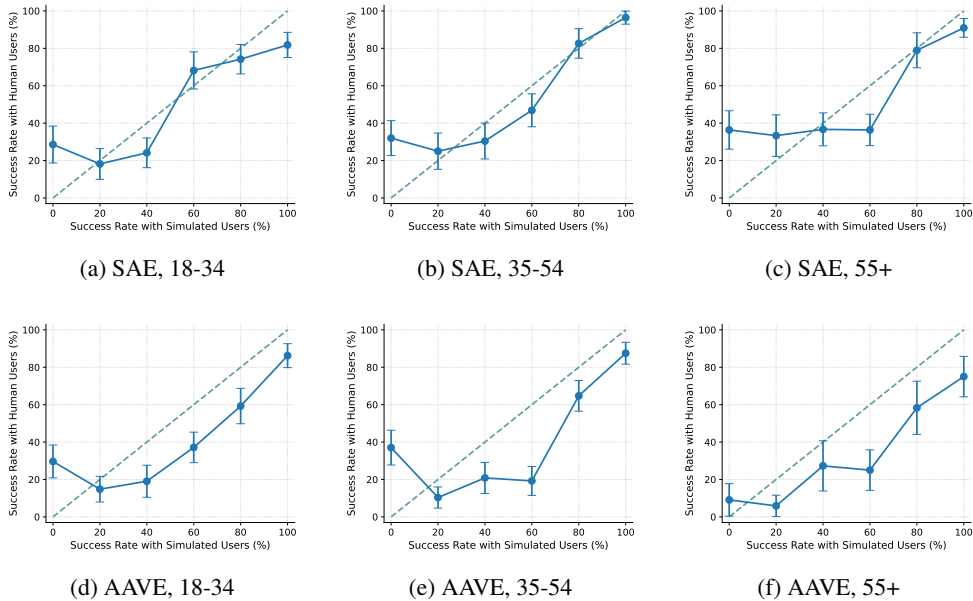 Success Rate with Human Users (%)
100
80
60
40
20
0
0 20 40 60 80 100
Success Rate with Simulated Users (%)
(a) SAE, 18-34
Success Rate with Human Users (%)
100
80
60
40
20
0
0 20 40 60 80 100
Success Rate with Simulated Users (%)
(b) SAE, 35-54
Success Rate with Human Users (%)
100
80
60
40
20
0
0 20 40 60 80 100
Success Rate with Simulated Users (%)
(c) SAE, 55+
Success Rate with Human Users (%)
100
80
60
40
20
0
0 20 40 60 80 100
Success Rate with Simulated Users (%)
(d) AAVE, 18-34
Success Rate with Human Users (%)
100
80
60
40
20
0
0 20 40 60 80 100
Success Rate with Simulated Users (%)
(e) AAVE, 35-54
Success Rate with Human Users (%)
100
80
60
40
20
0
0 20 40 60 80 100
Success Rate with Simulated Users (%)
(f) AAVE, 55+